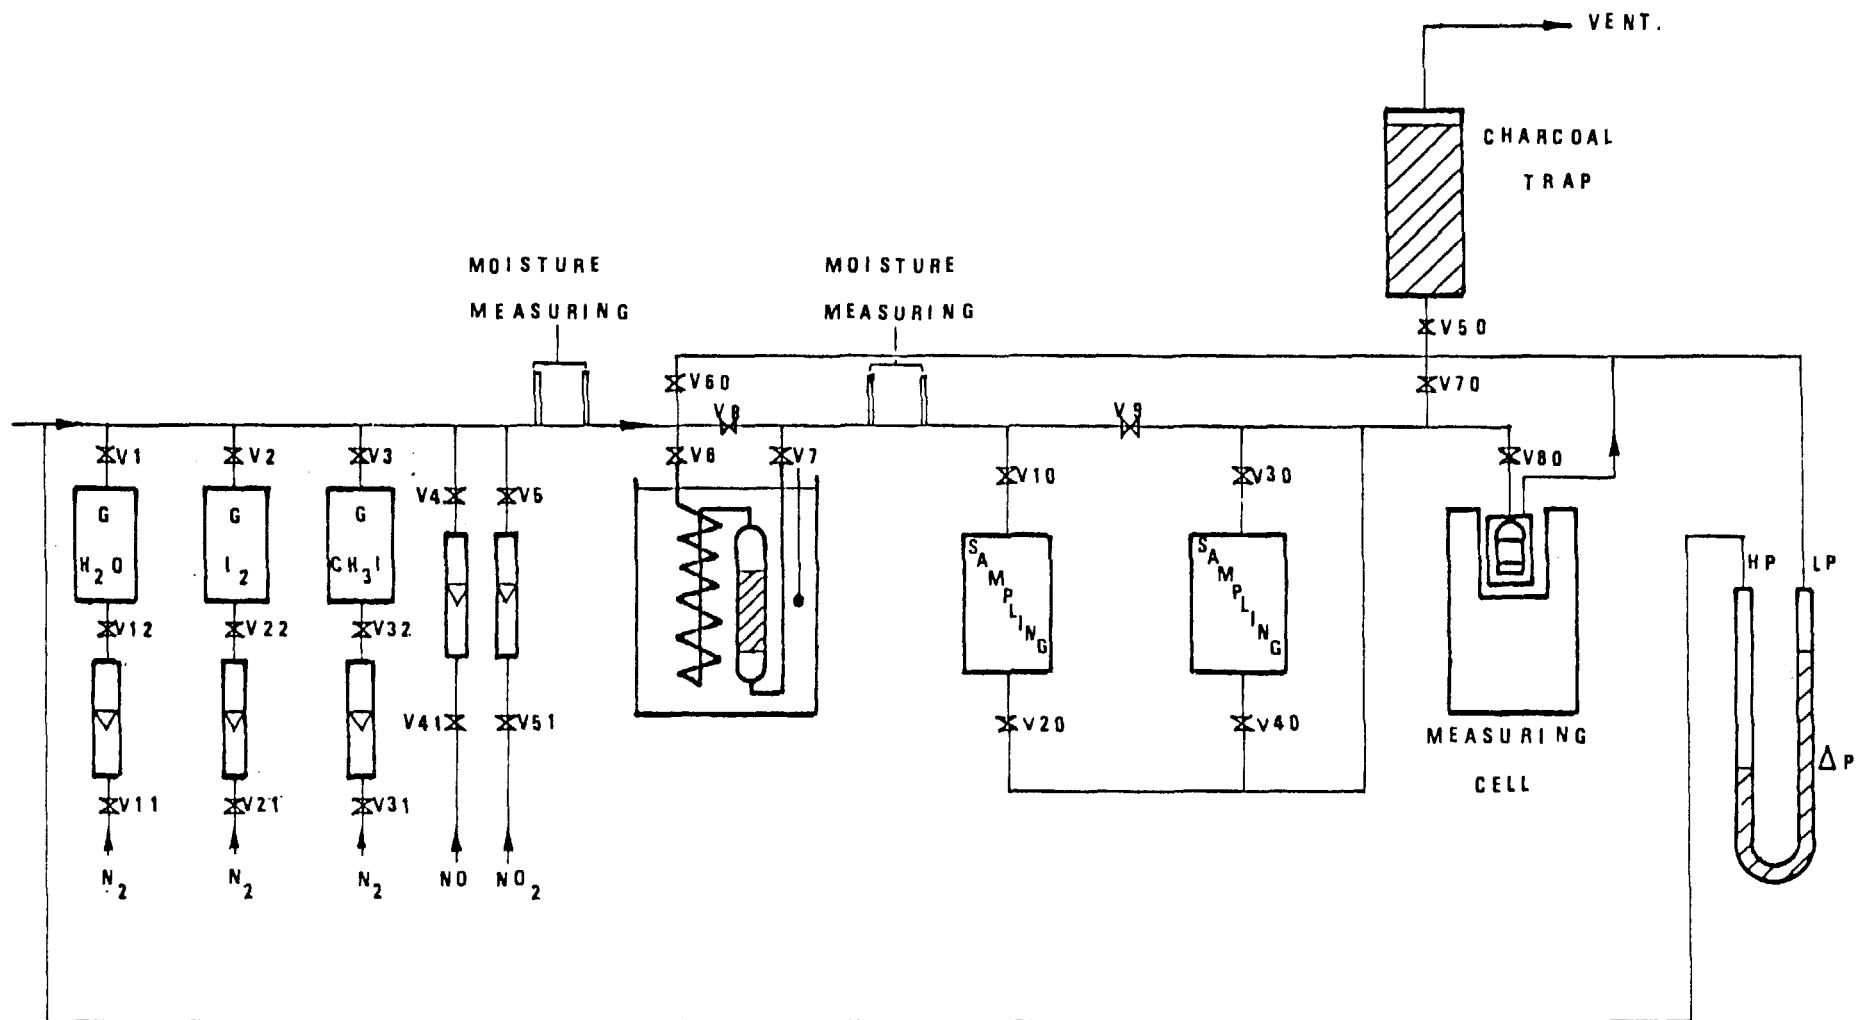 VENT.
CHARCOAL
TRAP
MOISTURE
MEASURING
MOISTURE
MEASURING
V50
V60
V70
V8
V9
V1
V2
V3
V6
V7
V80
V4
V5
V10
V30
G
H2O
G
I2
G
CH3I
SAMPLING
SAMPLING
HP
LP
V12
V22
V32
V41
V51
V20
V40
MEASURING
CELL
ΔP
V11
V21
V31
N2
N2
N2
NO
NO2